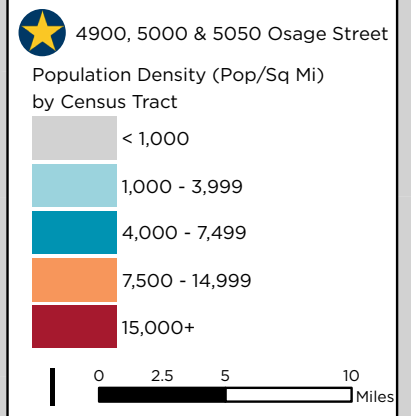 4900, 5000 & 5050 Osage Street
Population Density (Pop/Sq Mi)
by Census Tract
< 1,000
1,000 - 3,999
4,000 - 7,499
7,500 - 14,999
15,000+
0 2.5 5 10
Miles